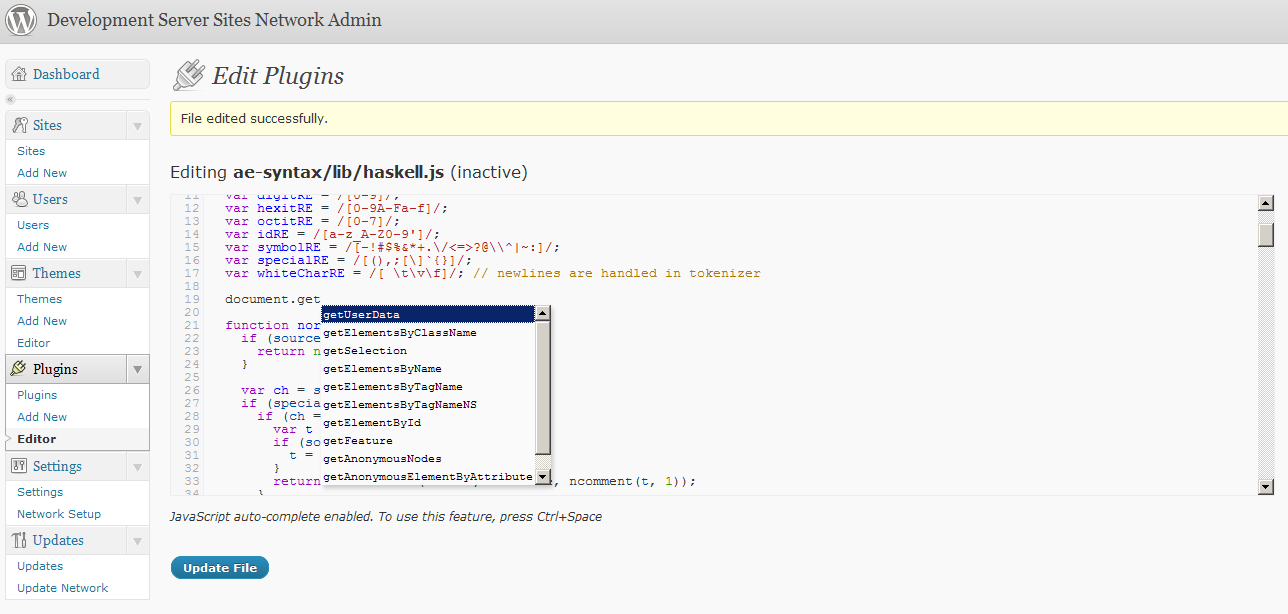 Development Server Sites Network Admin
Dashboard
Sites
Sites
Add New
Users
Users
Add New
Themes
Themes
Add New
Editor
Plugins
Plugins
Add New
Editor
Settings
Settings
Network Setup
Updates
Updates
Update Network
Edit Plugins
File edited successfully.
Editing ae-syntax/lib/haskell.js (inactive)
11 var digitRE = /[0-9]/;
12 var hexitRE = /[0-9A-Fa-f]/;
13 var octitRE = /[0-7]/;
14 var idRE = /[a-z_A-Z0-9']/;
15 var symbolRE = /[-!#$%&*+.\/<=>?@\\^|~:]/;
16 var specialRE = /[(),;[\]`{}]/;
17 var whiteCharRE = /[ \t\v\f]/; // newlines are handled in tokenizer
18
19 document.get
20
21 function nor
22 if (source
23 return n
24 }
25
26 var ch = s
27 if (specia
28 if (ch =
29 var t
30 if (so
31 t =
32 }
33 return , ncomment(t, 1));
34 }
getUserData
getElementsByClassName
getSelection
getElementsByName
getElementsByTagName
getElementsByTagNameNS
getElementById
getFeature
getAnonymousNodes
getAnonymousElementByAttribute
JavaScript auto-complete enabled. To use this feature, press Ctrl+Space
Update File